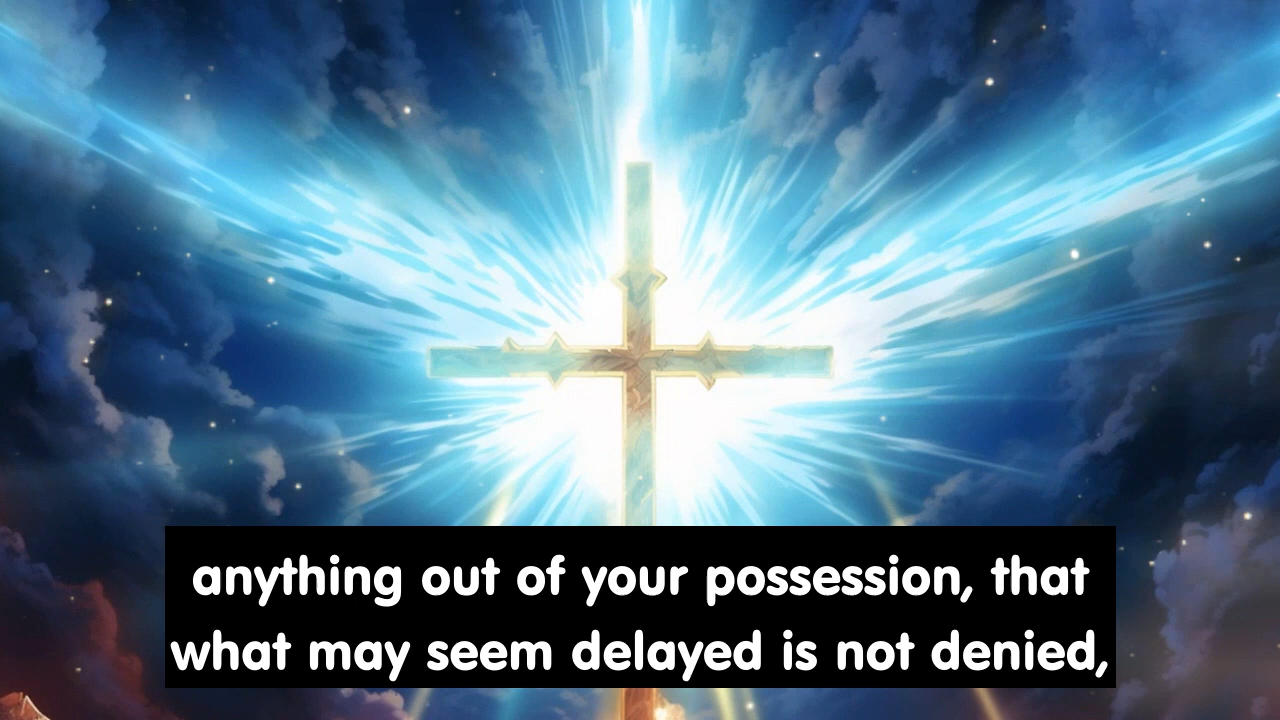 anything out of your possession, that
what may seem delayed is not denied,